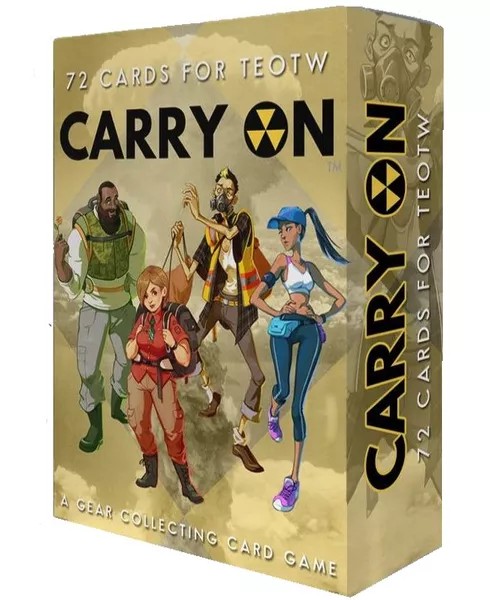 72 CARDS FOR TEOTW
CARRY ON
TM
A GEAR COLLECTING CARD GAME
CARRY ON
72 CARDS FOR TEOTW